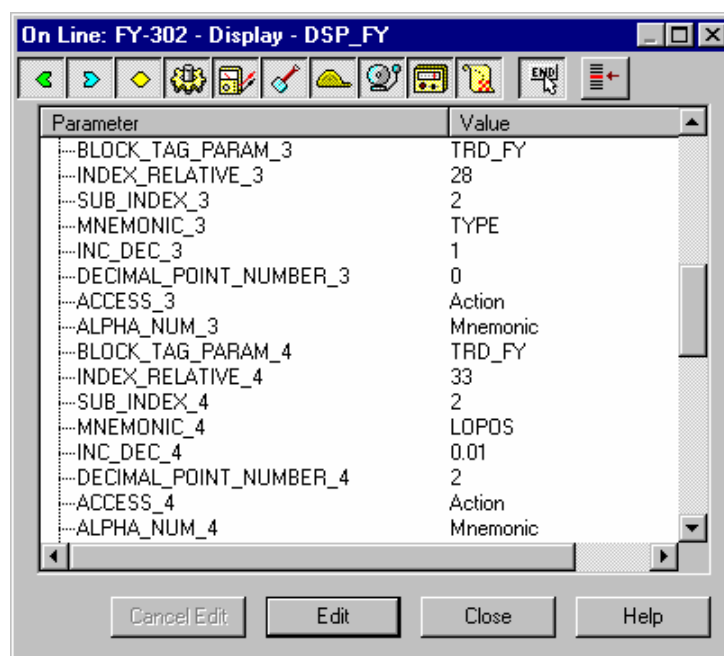 On Line: FY-302 - Display - DSP_FY
END
Parameter Value
BLOCK_TAG_PARAM_3 TRD_FY
INDEX_RELATIVE_3 28
SUB_INDEX_3 2
MNEMONIC_3 TYPE
INC_DEC_3 1
DECIMAL_POINT_NUMBER_3 0
ACCESS_3 Action
ALPHA_NUM_3 Mnemonic
BLOCK_TAG_PARAM_4 TRD_FY
INDEX_RELATIVE_4 33
SUB_INDEX_4 2
MNEMONIC_4 LOPOS
INC_DEC_4 0.01
DECIMAL_POINT_NUMBER_4 2
ACCESS_4 Action
ALPHA_NUM_4 Mnemonic
Cancel Edit Edit Close Help